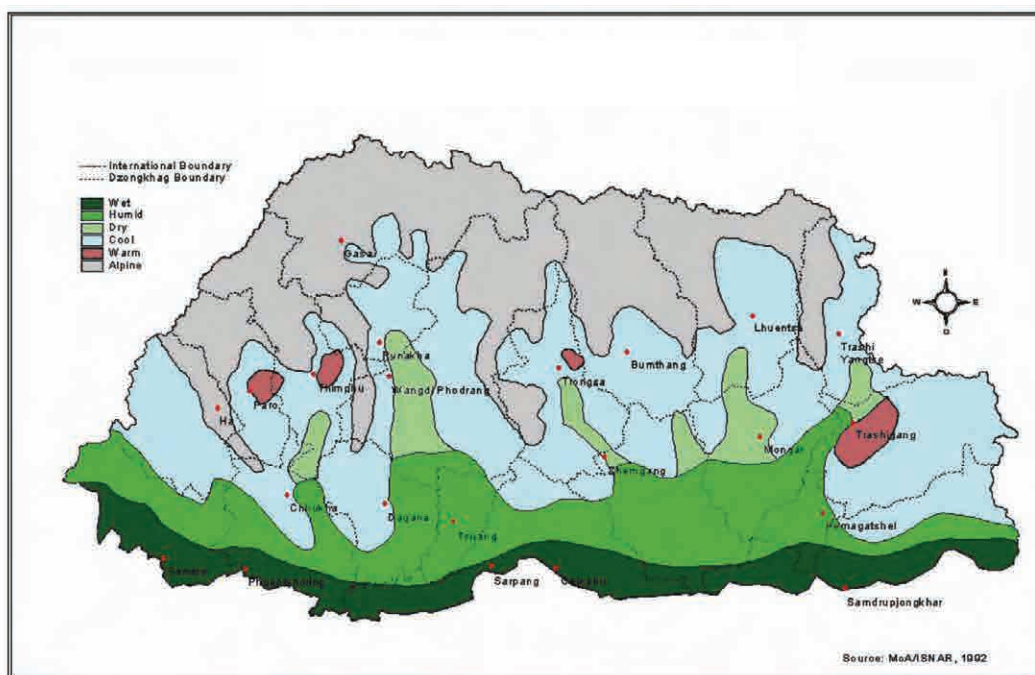 International Boundary
Dzongkhag Boundary
Wet
Humid
Dry
Cool
Warm
Alpine
Gasa
Punakha
Thimphu
Wangdi Phodrang
Paro
Ha
Trongsa
Bumthang
Lhuentse
Trashi
Yangtse
Trashigang
Mongar
Zhemgang
Chhukha
Dagana
Tsirang
Pemagatshel
Sarpang
Samdrupjongkhar
N
W E
Source: MoA/ISNAR, 1992